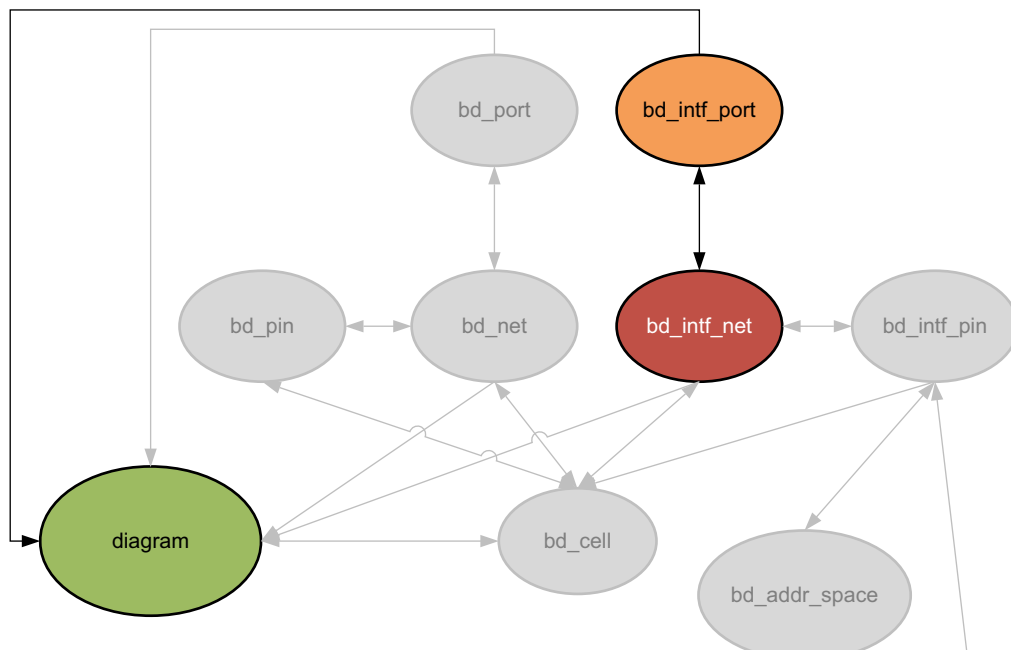 bd_port
bd_intf_port
bd_pin
bd_net
bd_intf_net
bd_intf_pin
diagram
bd_cell
bd_addr_space